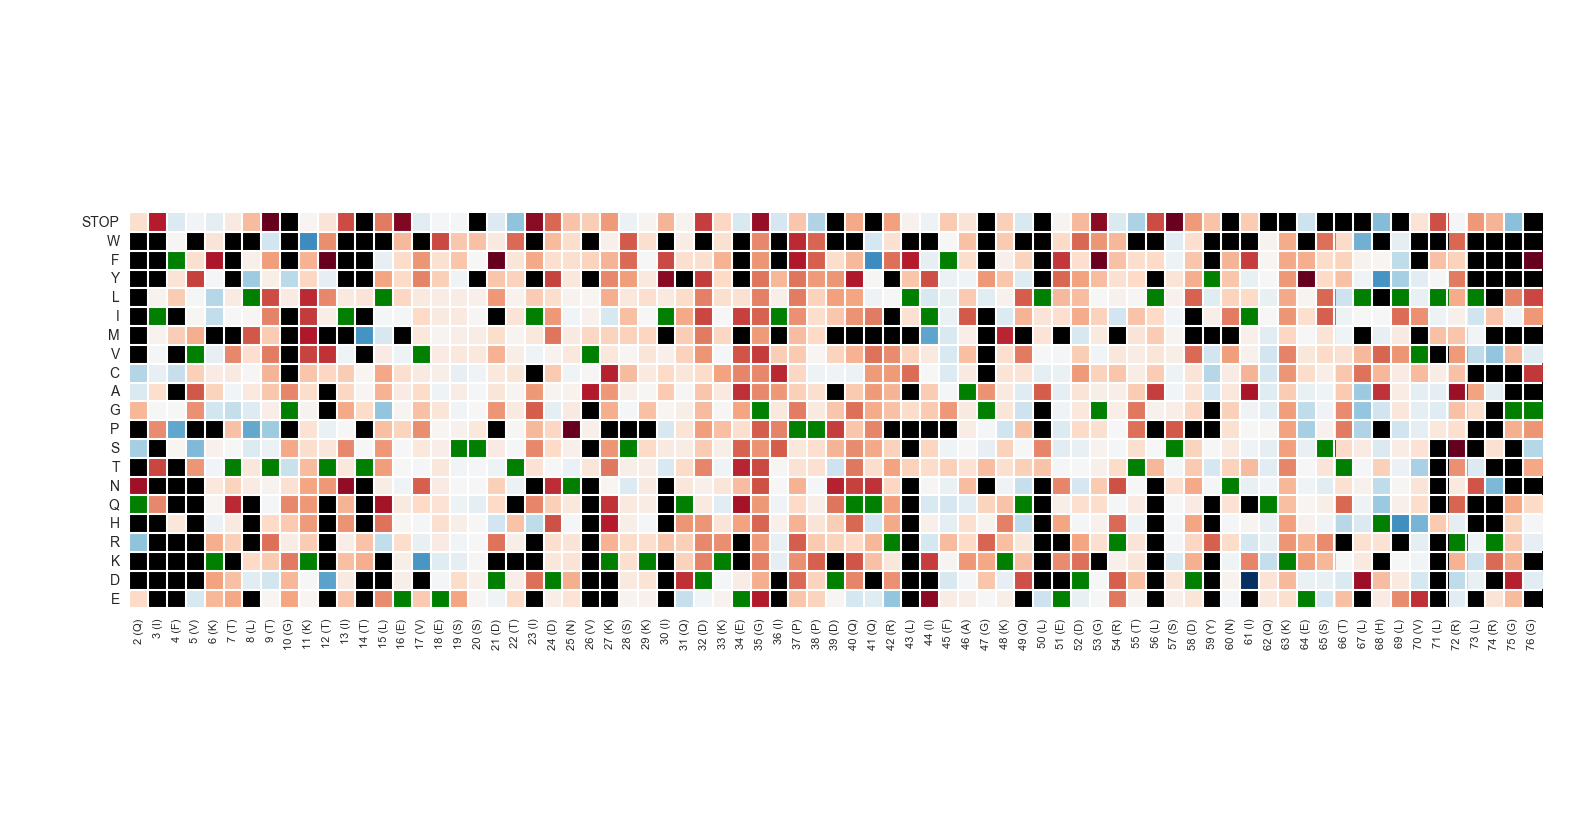 STOP
W
F
Y
L
I
M
V
C
A
G
P
S
T
N
Q
H
R
K
D
E
2 (Q)
3 (I)
4 (F)
5 (V)
6 (K)
7 (T)
8 (L)
9 (T)
10 (G)
11 (K)
12 (T)
13 (I)
14 (T)
15 (L)
16 (E)
17 (V)
18 (E)
19 (S)
20 (S)
21 (D)
22 (T)
23 (I)
24 (D)
25 (N)
26 (V)
27 (K)
28 (S)
29 (K)
30 (I)
31 (Q)
32 (D)
33 (K)
34 (E)
35 (G)
36 (I)
37 (P)
38 (P)
39 (D)
40 (Q)
41 (Q)
42 (R)
43 (L)
44 (I)
45 (F)
46 (A)
47 (G)
48 (K)
49 (Q)
50 (L)
51 (E)
52 (D)
53 (G)
54 (R)
55 (T)
56 (L)
57 (S)
58 (D)
59 (Y)
60 (N)
61 (I)
62 (Q)
63 (K)
64 (E)
65 (S)
66 (T)
67 (L)
68 (H)
69 (L)
70 (V)
71 (L)
72 (R)
73 (L)
74 (R)
75 (G)
76 (G)